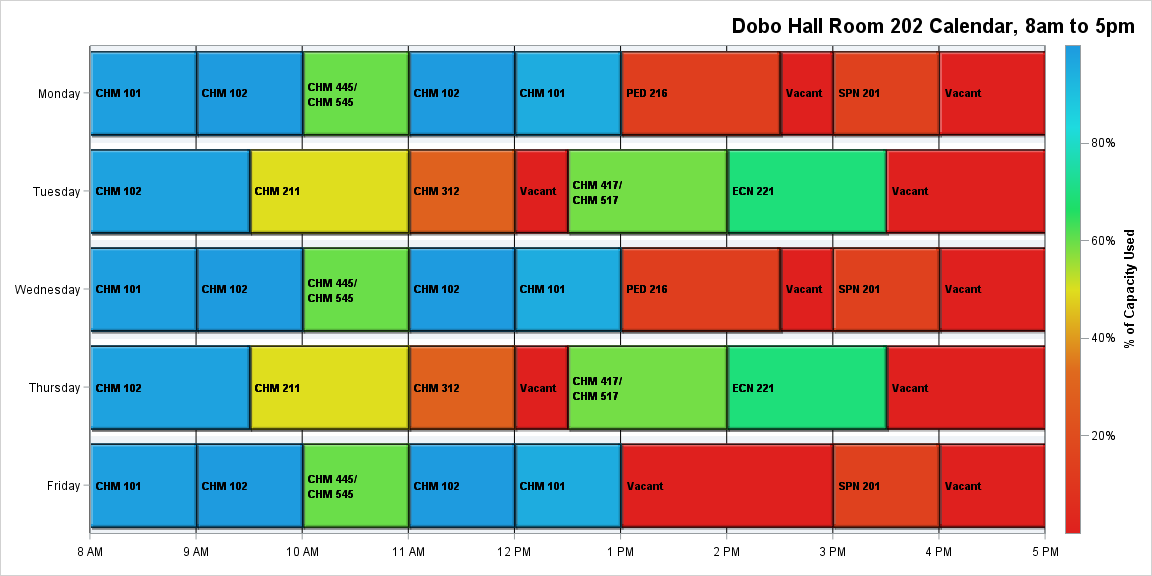 Dobo Hall Room 202 Calendar, 8am to 5pm
Monday
CHM 101
CHM 102
CHM 445/
CHM 545
CHM 102
CHM 101
PED 216
Vacant
SPN 201
Vacant
Tuesday
CHM 102
CHM 211
CHM 312
Vacant
CHM 417/
CHM 517
ECN 221
Vacant
Wednesday
CHM 101
CHM 102
CHM 445/
CHM 545
CHM 102
CHM 101
PED 216
Vacant
SPN 201
Vacant
Thursday
CHM 102
CHM 211
CHM 312
Vacant
CHM 417/
CHM 517
ECN 221
Vacant
Friday
CHM 101
CHM 102
CHM 445/
CHM 545
CHM 102
CHM 101
Vacant
SPN 201
Vacant
8 AM
9 AM
10 AM
11 AM
12 PM
1 PM
2 PM
3 PM
4 PM
5 PM
80%
60%
40%
20%
% of Capacity Used